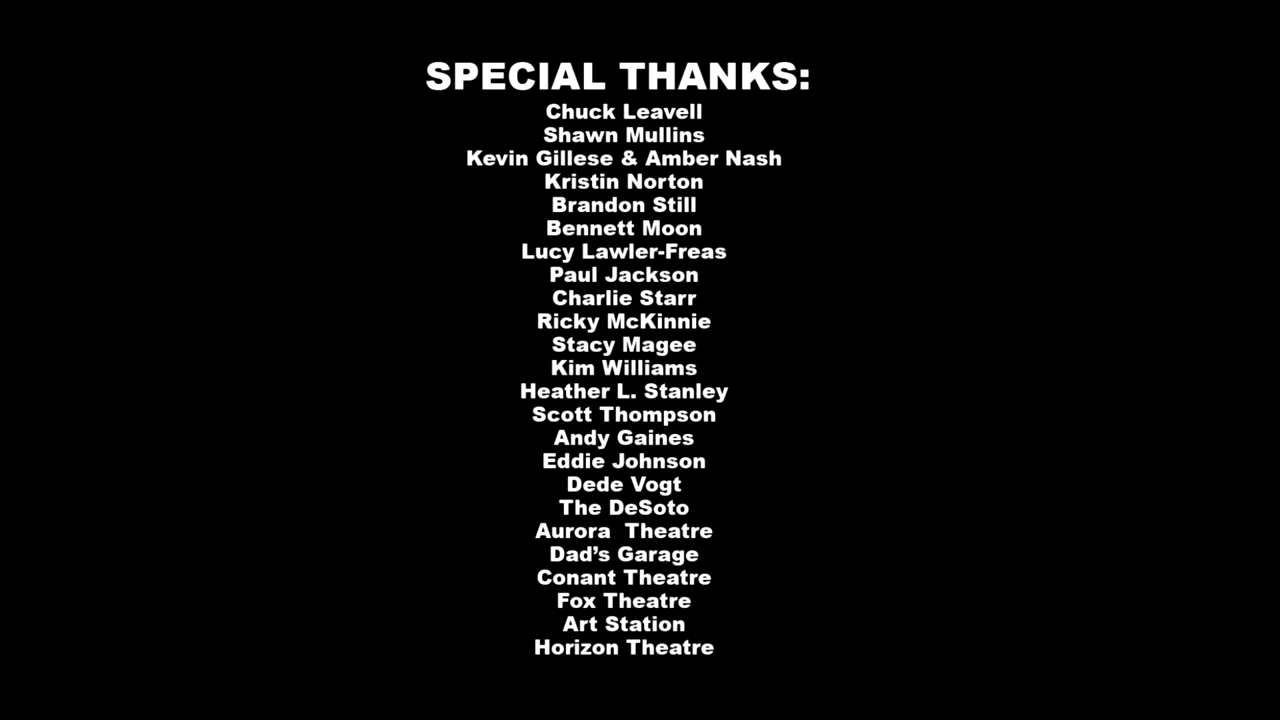 SPECIAL THANKS:
Chuck Leavell
Shawn Mullins
Kevin Gillese & Amber Nash
Kristin Norton
Brandon Still
Bennett Moon
Lucy Lawler-Freas
Paul Jackson
Charlie Starr
Ricky McKinnie
Stacy Magee
Kim Williams
Heather L. Stanley
Scott Thompson
Andy Gaines
Eddie Johnson
Dede Vogt
The DeSoto
Aurora  Theatre
Dad’s Garage
Conant Theatre
Fox Theatre
Art Station
Horizon Theatre